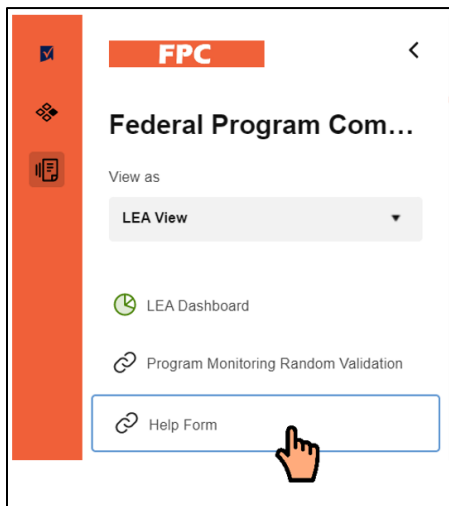 FPC
Federal Program Com...
View as
LEA View
LEA Dashboard
Program Monitoring Random Validation
Help Form